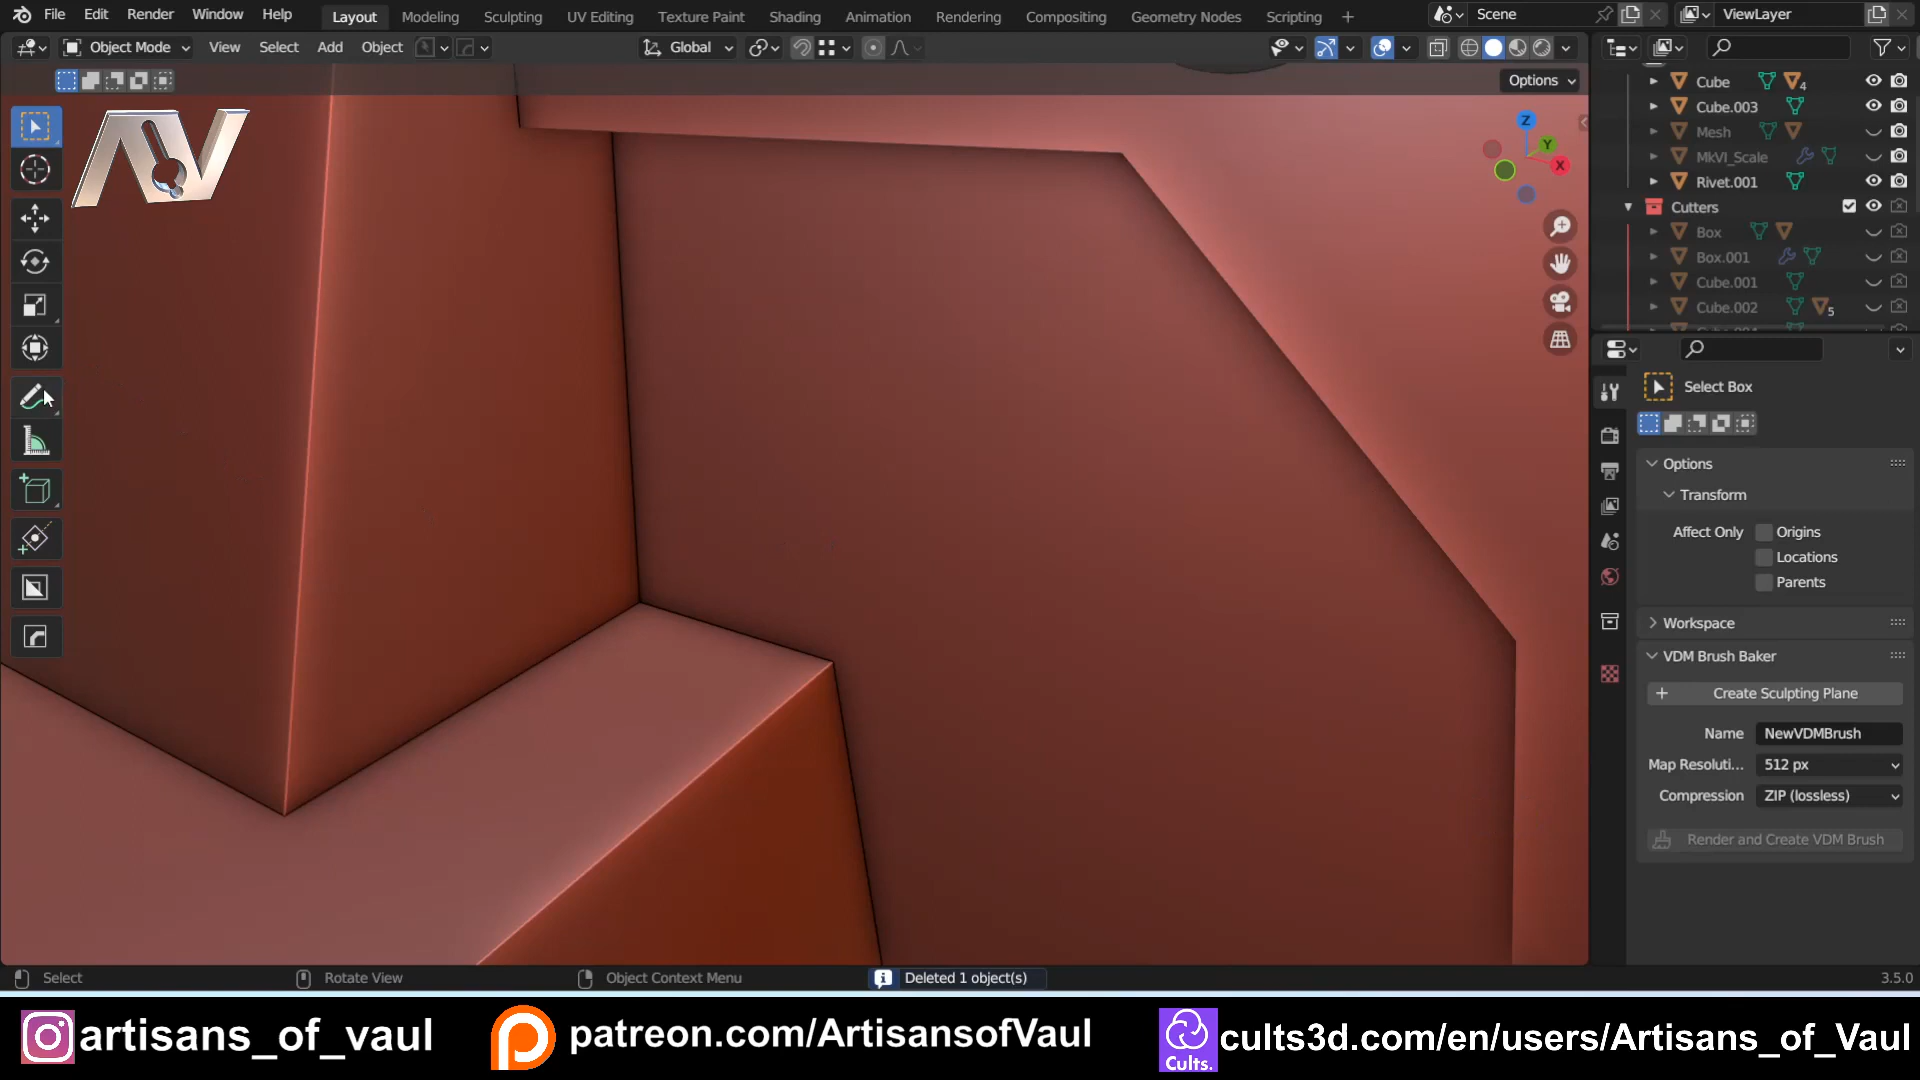 File Edit Render Window Help Layout Modeling Sculpting UV Editing Texture Paint Shading Animation Rendering Compositing Geometry Nodes Scripting + Scene ViewLayer
Object Mode View Select Add Object Global
Options
Cube 4
Cube.003
Mesh
MkVI_Scale
Rivet.001
Cutters
Box
Box.001
Cube.001
Cube.002 5
Z
Y
X
AV
Select Box
Options
Transform
Affect Only Origins
Locations
Parents
Workspace
VDM Brush Baker
Create Sculpting Plane
Name NewVDMBrush
Map Resoluti... 512 px
Compression ZIP (lossless)
Render and Create VDM Brush
Select Rotate View Object Context Menu Deleted 1 object(s) 3.5.0
artisans_of_vaul patreon.com/ArtisansofVaul Cults. cults3d.com/en/users/Artisans_of_Vaul